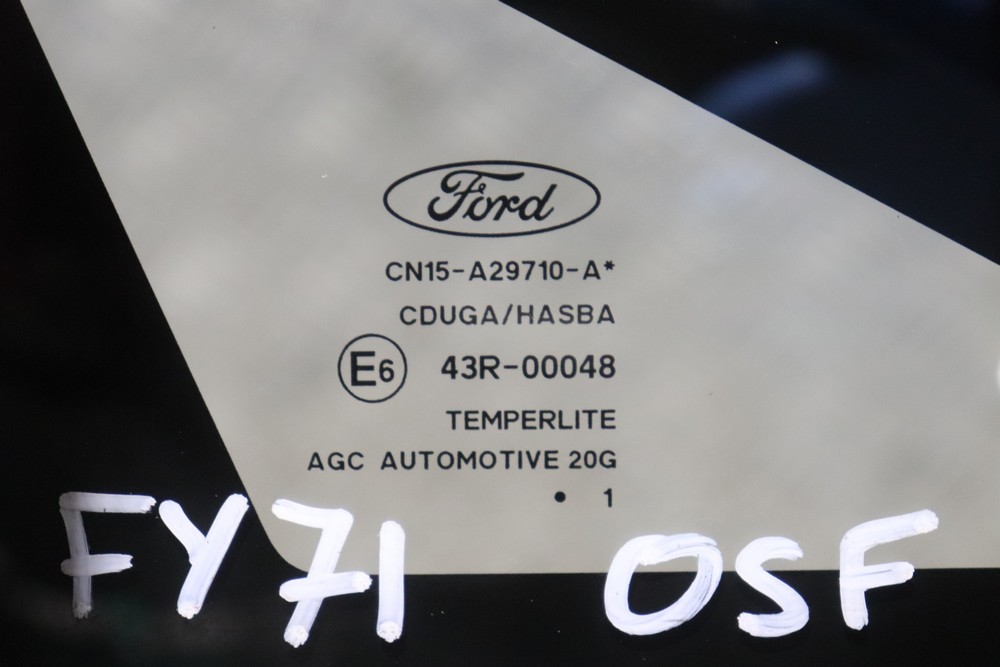 Ford
CN15-A29710-A*
CDUGA/HASBA
E6 43R-00048
TEMPERLITE
AGC AUTOMOTIVE 20G
• 1
FY71 OSF